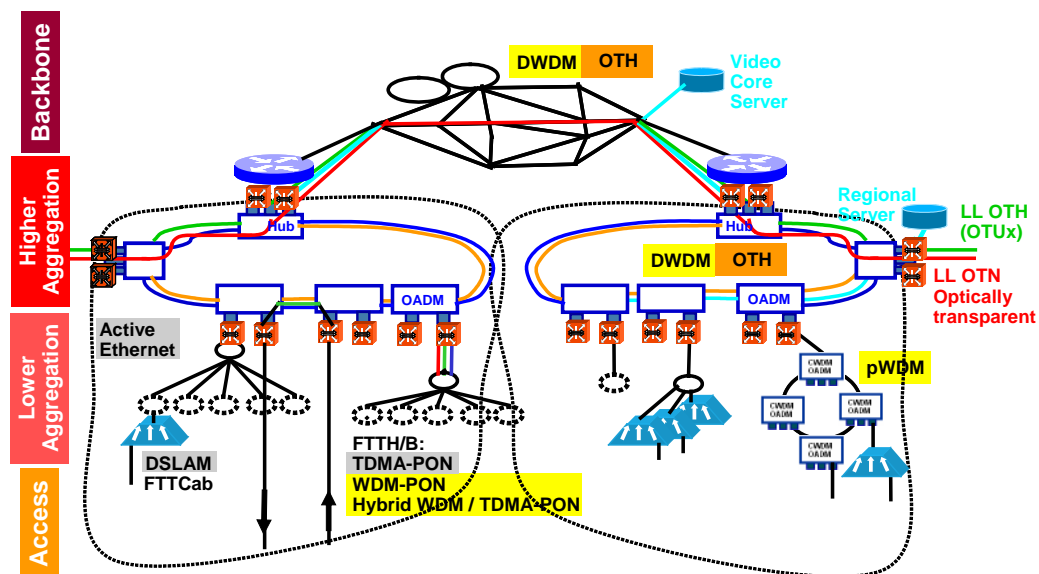 Backbone
Higher
Aggregation
Lower
Aggregation
Access
DWDM
OTH
Video
Core
Server
Regional
Server
LL OTH
(OTUx)
LL OTN
Optically
transparent
Hub
Hub
DWDM
OTH
OADM
OADM
Active
Ethernet
pWDM
CWDM
OADM
CWDM
OADM
CWDM
OADM
CWDM
OADM
DSLAM
FTTCab
FTTH/B:
TDMA-PON
WDM-PON
Hybrid WDM / TDMA-PON